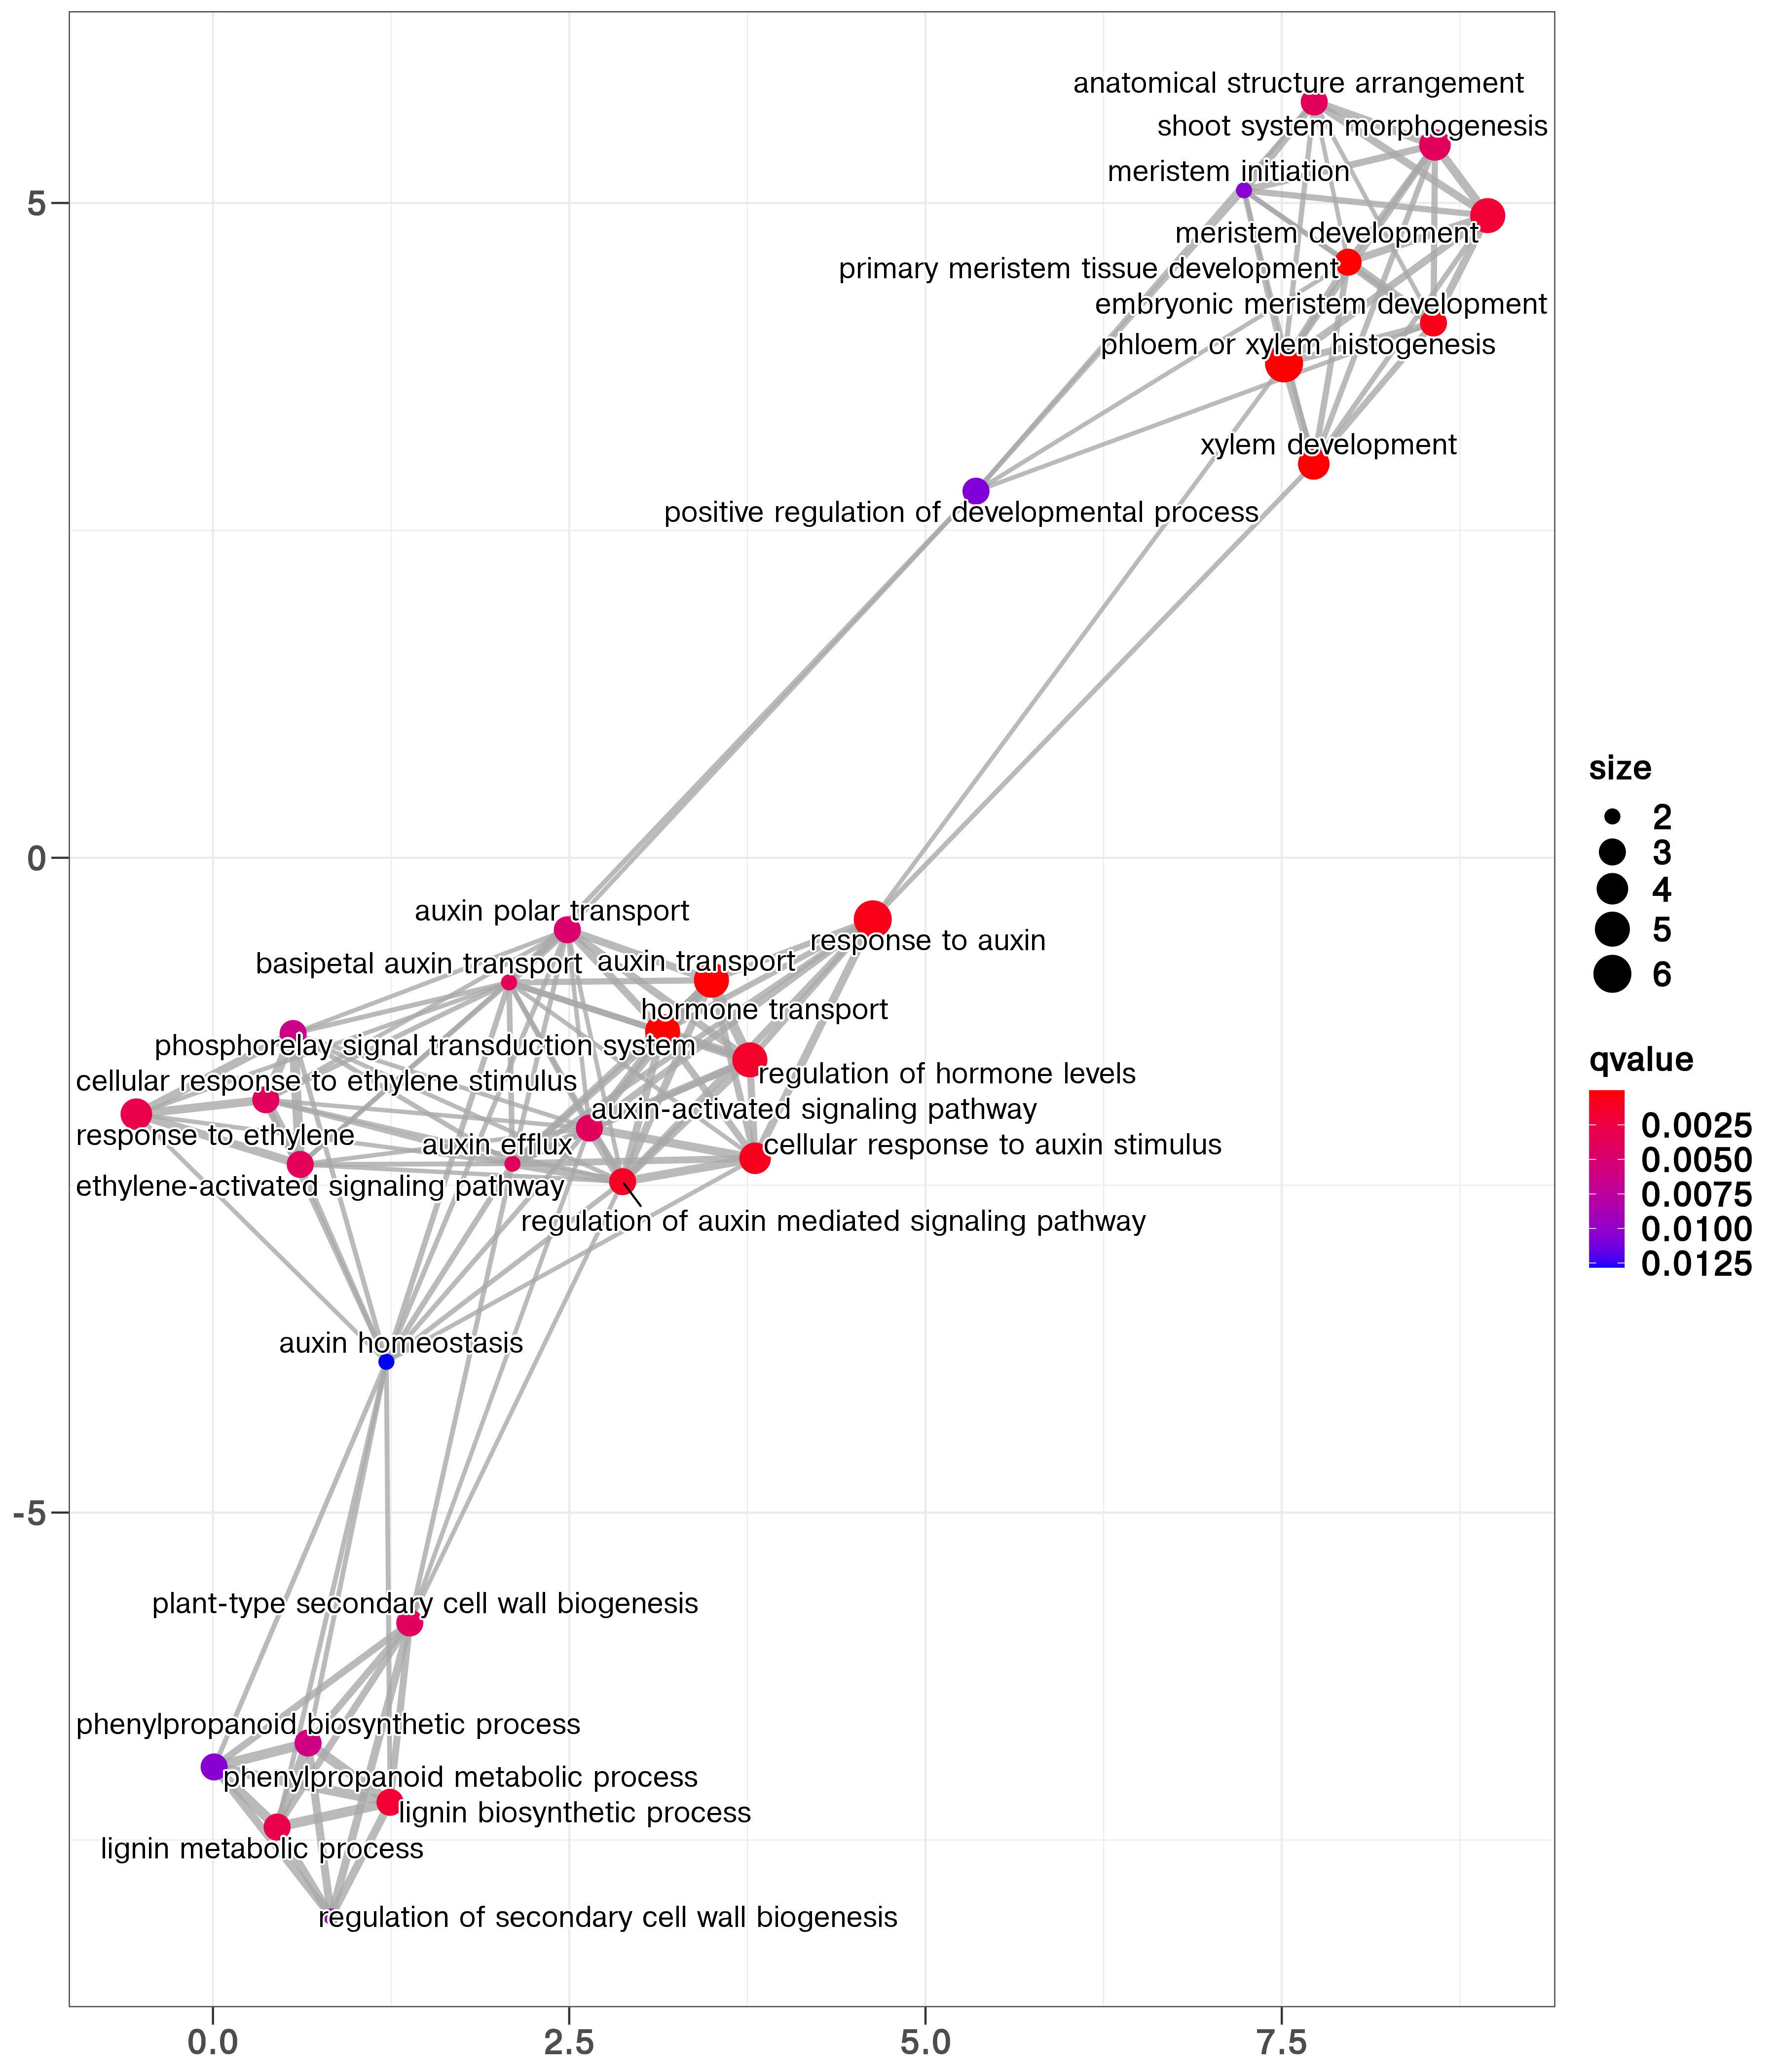 anatomical structure arrangement
shoot system morphogenesis
meristem initiation
5
meristem development
primary meristem tissue development
embryonic meristem development
phloem or xylem histogenesis
xylem development
positive regulation of developmental process
0
auxin polar transport
response to auxin
basipetal auxin transport
auxin transport
hormone transport
phosphorelay signal transduction system
regulation of hormone levels
cellular response to ethylene stimulus
auxin-activated signaling pathway
response to ethylene
auxin efflux
cellular response to auxin stimulus
ethylene-activated signaling pathway
regulation of auxin mediated signaling pathway
auxin homeostasis
-5
plant-type secondary cell wall biogenesis
phenylpropanoid biosynthetic process
phenylpropanoid metabolic process
lignin biosynthetic process
lignin metabolic process
regulation of secondary cell wall biogenesis
0.0
2.5
5.0
7.5
size
2
3
4
5
6
qvalue
0.0025
0.0050
0.0075
0.0100
0.0125